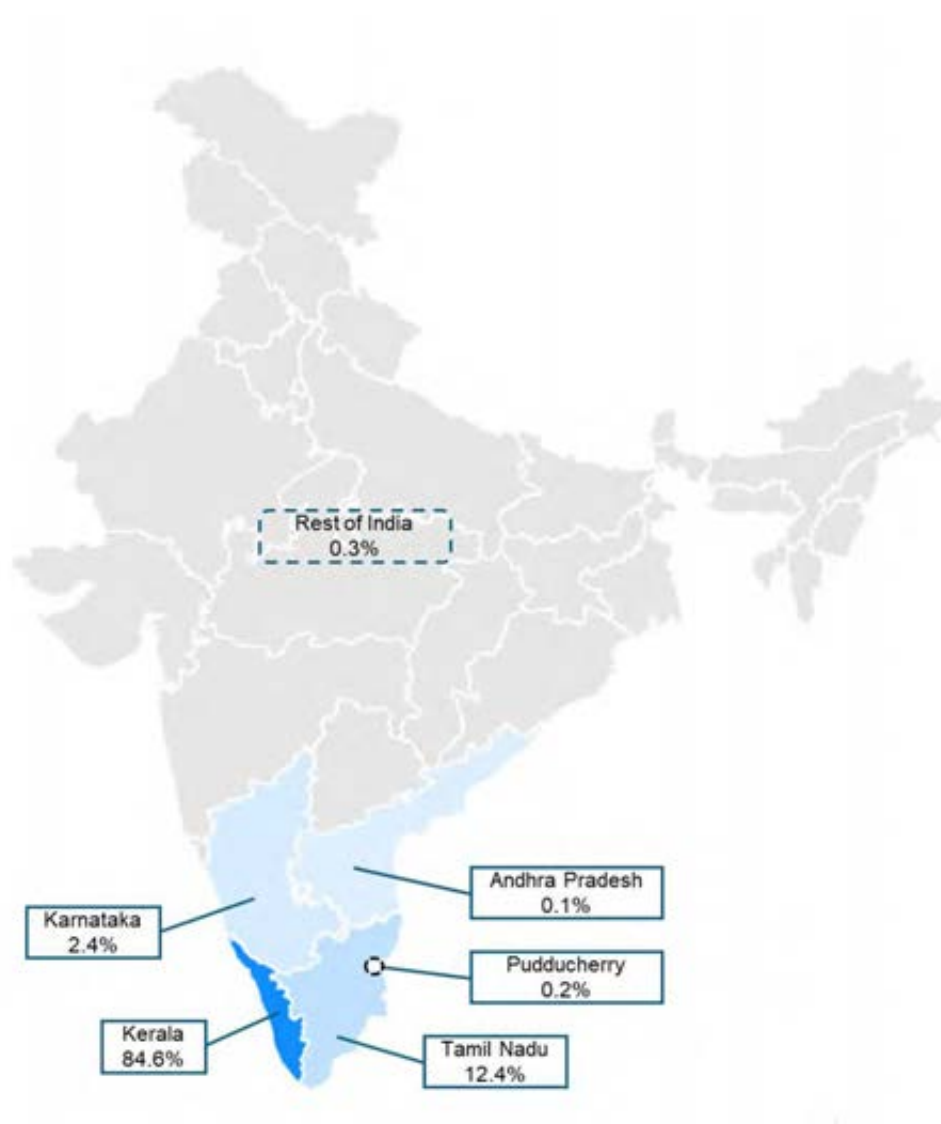 Rest of India
0.3%
Andhra Pradesh
0.1%
Karnataka
2.4%
Pudducherry
0.2%
Kerala
84.6%
Tamil Nadu
12.4%